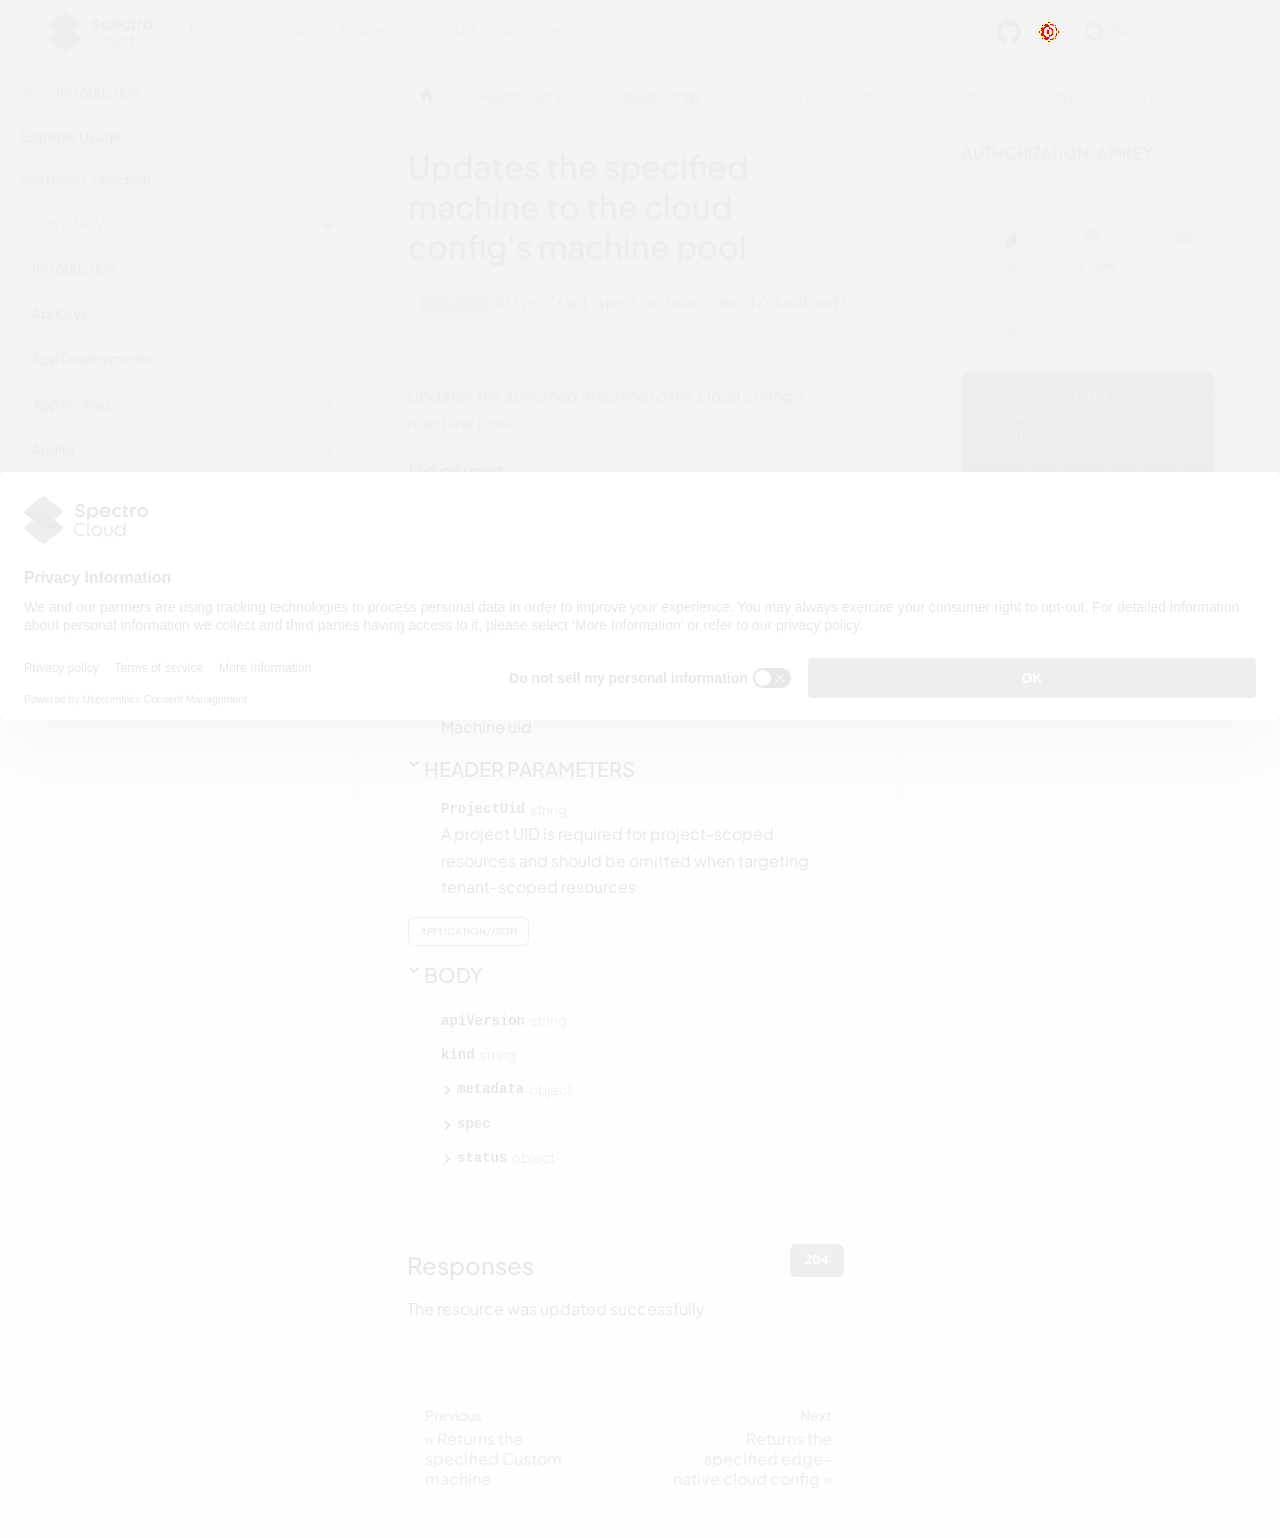 Spectro
Cloud
Docs
Tutorials
Downloads
API
latest
Search
Introduction
Example Usage
Postman Collection
Palette API V1
Introduction
Api Keys
App Deployments
App Profiles
Audits
Palette API V1
Cloudconfigs
Updates the specified machine to the cloud config's machine pool
Updates the specified
machine to the cloud
config's machine pool
https://api.spectrocloud.com/v1/cloudconfi
Updates the specified machine to the cloud config's
machine pool
Request
AUTHORIZATION: APIKEY
CURL
PYTHON
GO
CURL
Spectro
Cloud
Privacy Information
We and our partners are using tracking technologies to process personal data in order to improve your experience. You may always exercise your consumer right to opt-out. For detailed information
about personal information we collect and third parties having access to it, please select 'More Information' or refer to our privacy policy.
Privacy policy
Terms of service
More Information
Powered by Usercentrics Consent Management
Do not sell my personal information
OK
Machine uid
HEADER PARAMETERS
ProjectUid string
A project UID is required for project-scoped
resources and should be omitted when targeting
tenant-scoped resources
APPLICATION/JSON
BODY
apiVersion string
kind string
metadata object
spec
status object
Responses
204
The resource was updated successfully
Previous
« Returns the
specified Custom
machine
Next
Returns the
specified edge-
native cloud config »